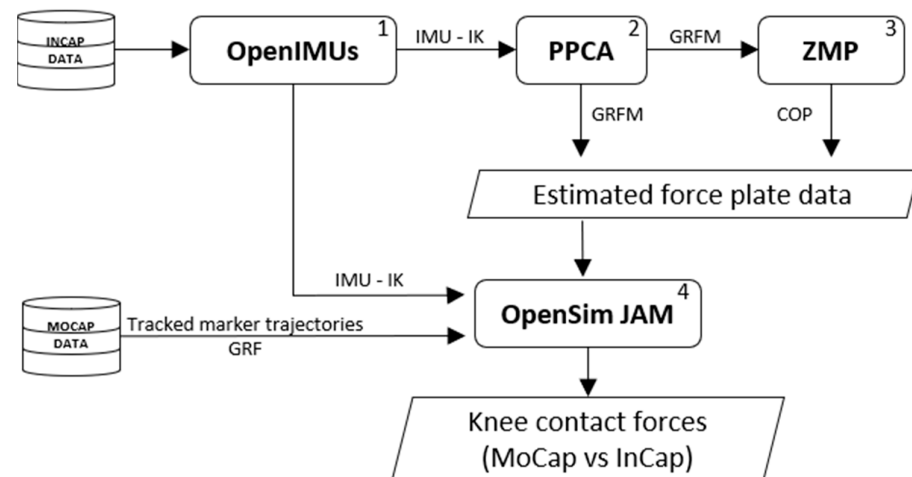 INCAP
DATA
OpenIMUs
1
IMU - IK
PPCA
2
GRFM
ZMP
3
GRFM
COP
Estimated force plate data
IMU - IK
OpenSim JAM
4
MOCAP
DATA
Tracked marker trajectories
GRF
Knee contact forces
(MoCap vs InCap)